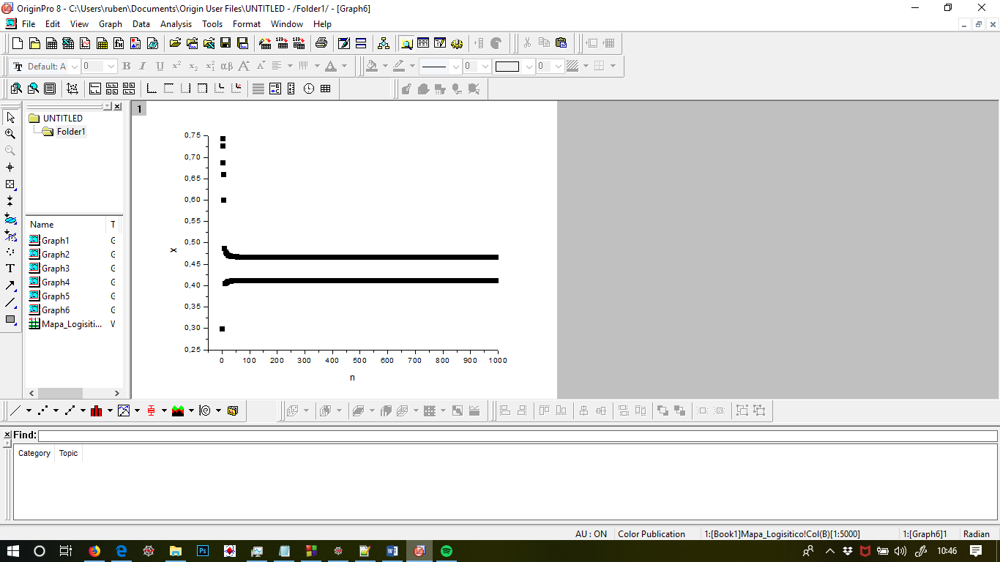 OriginPro 8 - C:\Users\ruben\Documents\Origin User Files\UNTITLED - /Folder1/ - [Graph6]
File Edit View Graph Data Analysis Tools Format Window Help
Default: A 0 B I U x² x₂ x₁² αβ A A A 0 0
UNTITLED
Folder1
Name T
Graph1 G
Graph2 G
Graph3 G
Graph4 G
Graph5 G
Graph6 G
Mapa_Logisiti... W
T
1
0,75
0,70
0,65
0,60
0,55
0,50
0,45
0,40
0,35
0,30
0,25
x
0 100 200 300 400 500 600 700 800 900 1000
n
Find:
Category Topic
AU : ON Color Publication 1:[Book1]Mapa_Logisitico!Col(B)[1:5000] 1:[Graph6]1 Radian
10:46